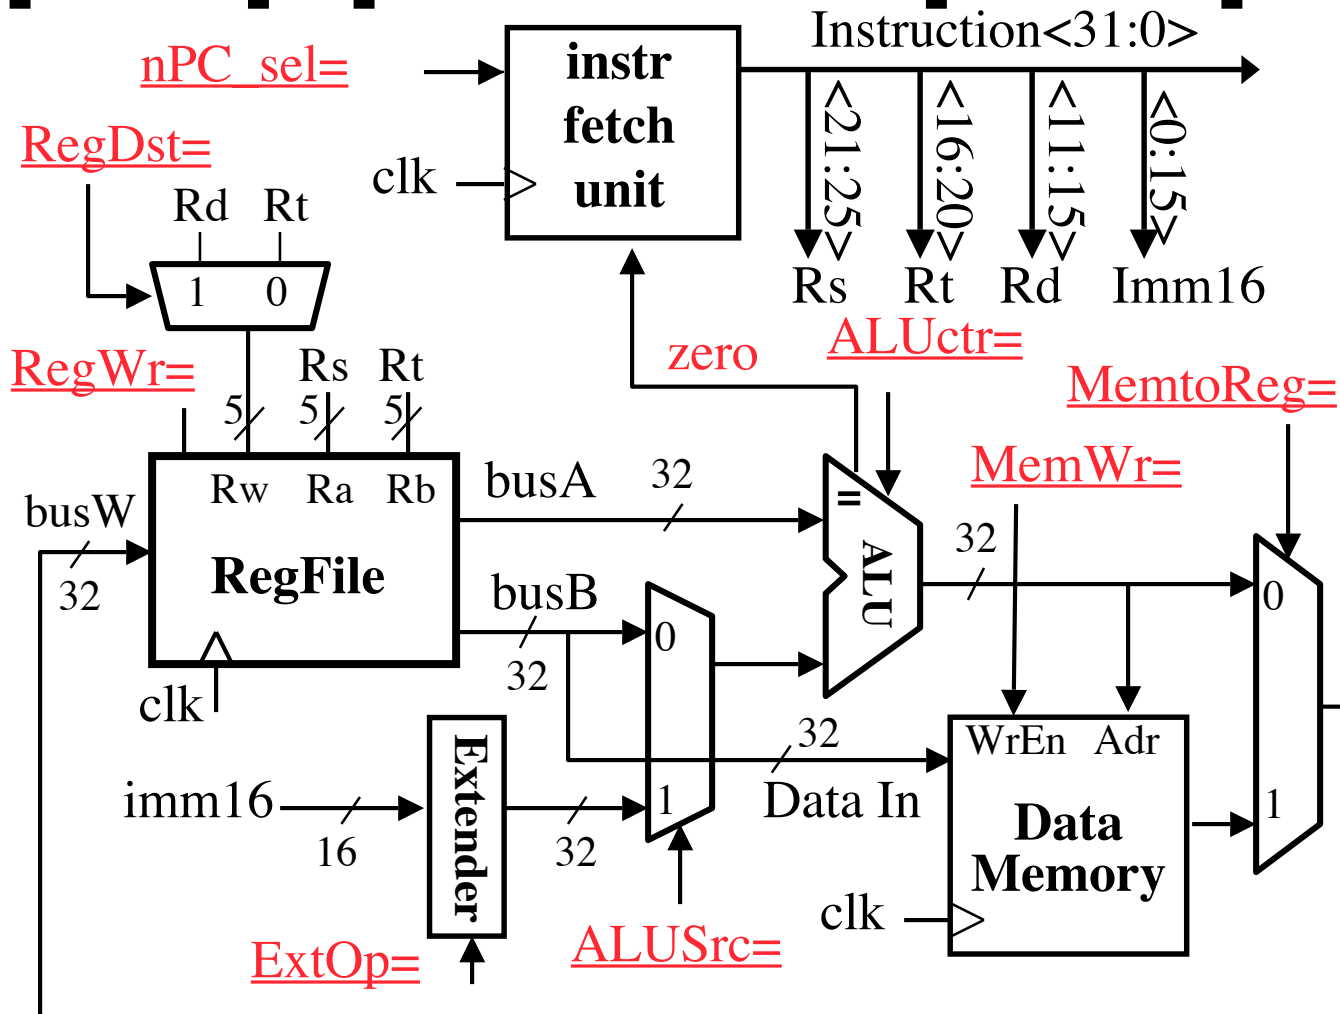 Instruction<31:0>
nPC_sel=
instr
fetch
unit
clk
<21:25>
<16:20>
<11:15>
<0:15>
Rs
Rt
Rd
Imm16
RegDst=
Rd
Rt
1
0
zero
ALUctr=
RegWr=
Rs
Rt
5
5
5
MemtoReg=
MemWr=
busW
32
Rw
Ra
Rb
RegFile
clk
busA
32
busB
32
0
1
=
ALU
32
0
1
imm16
16
Extender
32
32
Data In
WrEn
Adr
Data
Memory
clk
ExtOp=
ALUSrc=